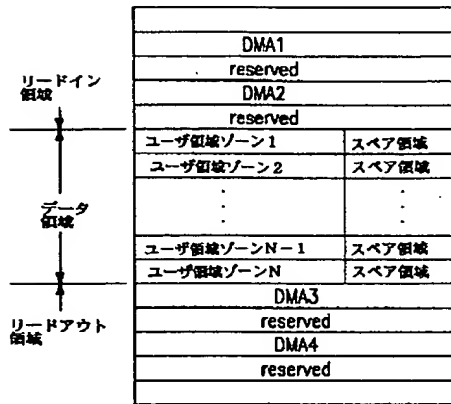 DMA1
reserved
リードイン
領域
DMA2
reserved
ユーザ領域ゾーン1 スペア領域
ユーザ領域ゾーン2 スペア領域
データ
領域
ユーザ領域ゾーンN-1 スペア領域
ユーザ領域ゾーンN スペア領域
DMA3
リードアウト
領域
reserved
DMA4
reserved